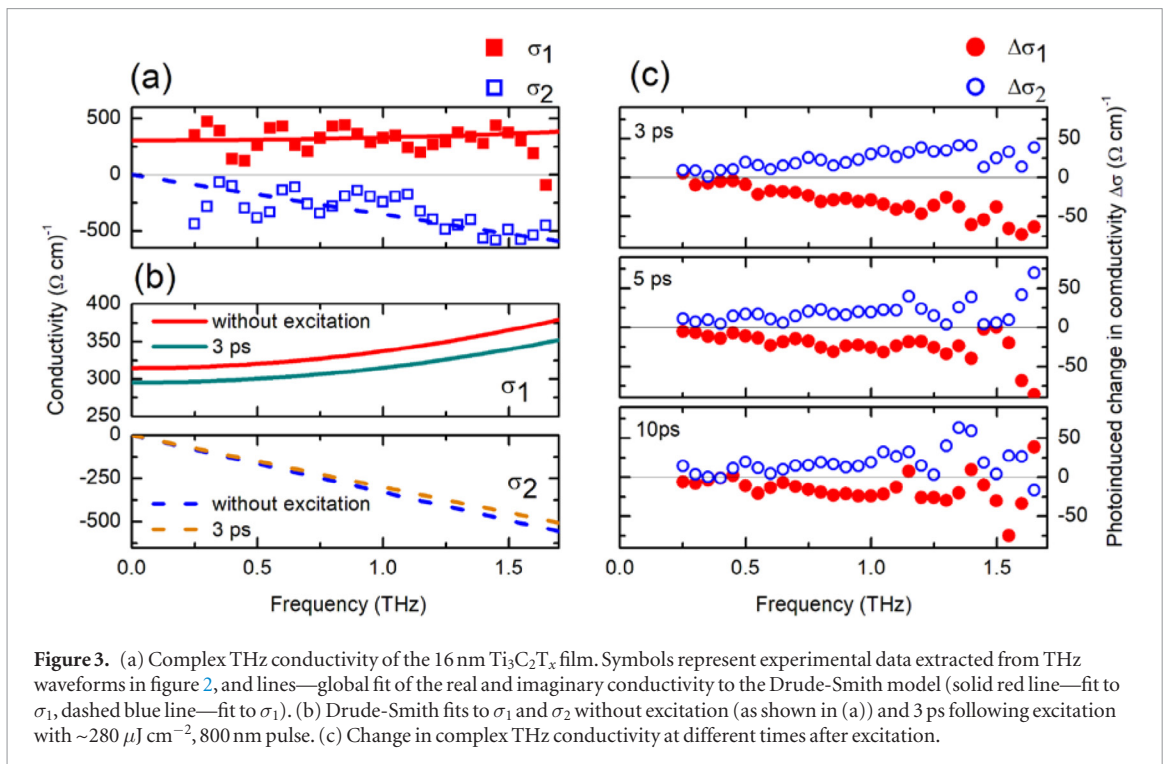 (a)
σ1
σ2
500
0
-500
(b)
400
350
300
250
without excitation
3 ps
σ1
0
-250
-500
σ2
without excitation
3 ps
0.0 0.5 1.0 1.5
Frequency (THz)
Conductivity (Ω cm)-1
(c)
Δσ1
Δσ2
3 ps
50
25
0
-25
-50
5 ps
50
25
0
-25
-50
10ps
50
25
0
-25
-50
0.5 1.0 1.5
Frequency (THz)
Photoinduced change in comductivity Δσ (Ω cm)-1
Figure 3. (a) Complex THz conductivity of the 16 nm Ti3C2Tx film. Symbols represent experimental data extracted from THz
waveforms in figure 2, and lines—global fit of the real and imaginary conductivity to the Drude-Smith model (solid red line—fit to
σ1, dashed blue line—fit to σ1). (b) Drude-Smith fits to σ1 and σ2 without excitation (as shown in (a)) and 3 ps following excitation
with ~280 μJ cm−2, 800 nm pulse. (c) Change in complex THz conductivity at different times after excitation.